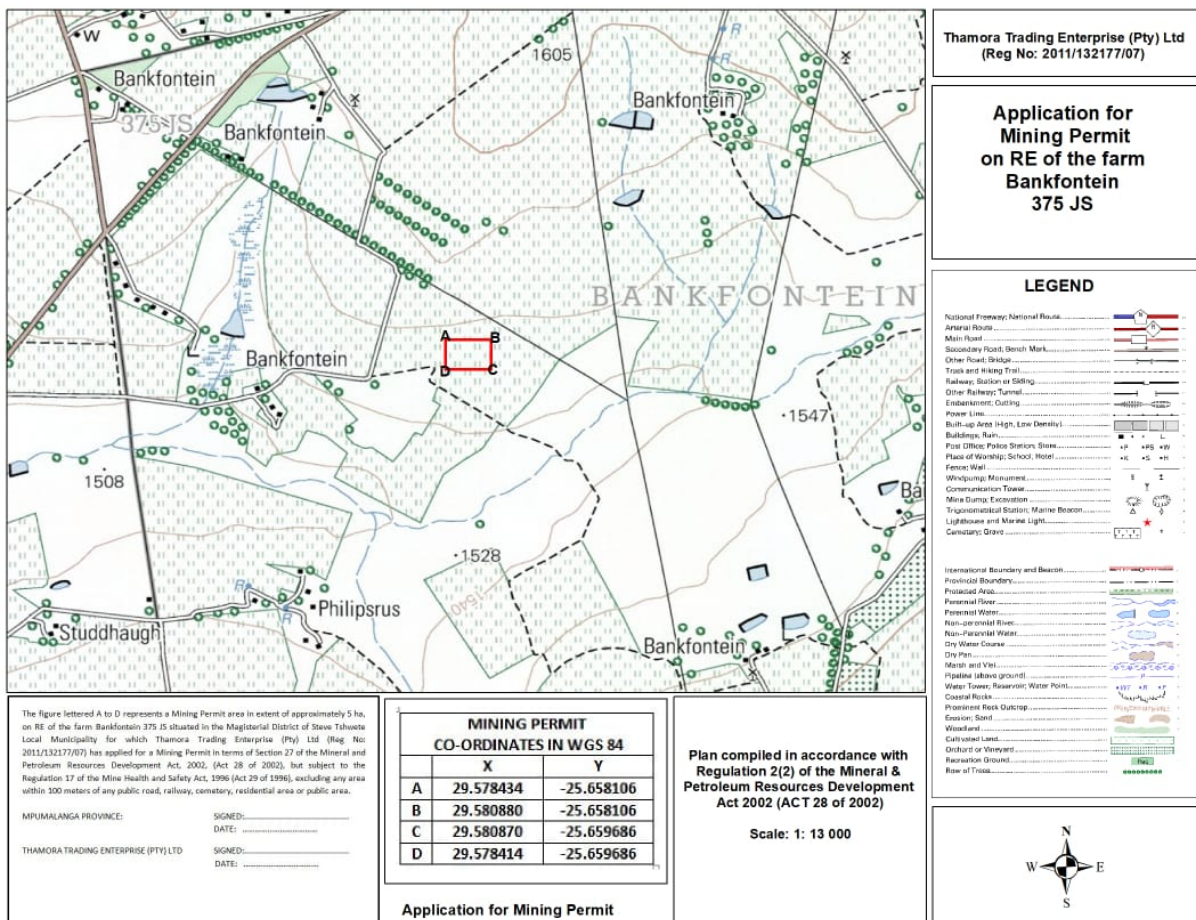 W
1605
Bankfontein
375 JS
Bankfontein
R
R
Bankfontein
BANKFONTEIN
A B
D C
Bankfontein
1547
1508
1528
1540
Ba
R
R
Philipsrus
Studdhaugh
Bankfontein
Thamora Trading Enterprise (Pty) Ltd
(Reg No: 2011/132177/07)
Application for
Mining Permit
on RE of the farm
Bankfontein
375 JS
LEGEND
National Freeway; National Route
Arterial Route
Main Road
Secondary Road; Bench Mark
Other Road; Bridge
Track and Hiking Trail
Railway; Station or Siding
Other Railway; Tunnel
Embankment; Cutting
Power Line
Built-up Area (High, Low Density)
Buildings; Ruin
Post Office; Police Station; Store
Place of Worship; School; Hotel
Fence; Wall
Windpump; Monument
Communication Tower
Mine Dump; Excavation
Trigonometrical Station; Marine Beacon
Lighthouse and Marine Light
Cemetery; Grave
International Boundary and Beacon
Provincial Boundary
Protected Area
Perennial River
Perennial Water
Non-perennial River
Non-Perennial Water
Dry Water Course
Dry Pan
Marsh and Vlei
Pipeline (above ground)
Water Tower; Reservoir; Water Point
Coastal Rocks
Prominent Rock Outcrop
Erosion; Sand
Woodland
Cultivated Land
Orchard or Vineyard
Recreation Ground
Row of Trees
The figure lettered A to D represents a Mining Permit area in extent of approximately 5 ha,
on RE of the farm Bankfontein 375 JS situated in the Magisterial District of Steve Tshwete
Local Municipality for which Thamora Trading Enterprise (Pty) Ltd (Reg No:
2011/132177/07) has applied for a Mining Permit in terms of Section 27 of the Mineral and
Petroleum Resources Development Act, 2002, (Act 28 of 2002), but subject to the
Regulation 17 of the Mine Health and Safety Act, 1996 (Act 29 of 1996), excluding any area
within 100 meters of any public road, railway, cemetery, residential area or public area.
MPUMALANGA PROVINCE: SIGNED:
DATE:
THAMORA TRADING ENTERPRISE (PTY) LTD SIGNED:
DATE:
MINING PERMIT
CO-ORDINATES IN WGS 84
X Y
A 29.578434 -25.658106
B 29.580880 -25.658106
C 29.580870 -25.659686
D 29.578414 -25.659686
Application for Mining Permit
Plan compiled in accordance with
Regulation 2(2) of the Mineral &
Petroleum Resources Development
Act 2002 (ACT 28 of 2002)
Scale: 1: 13 000
N
W E
S